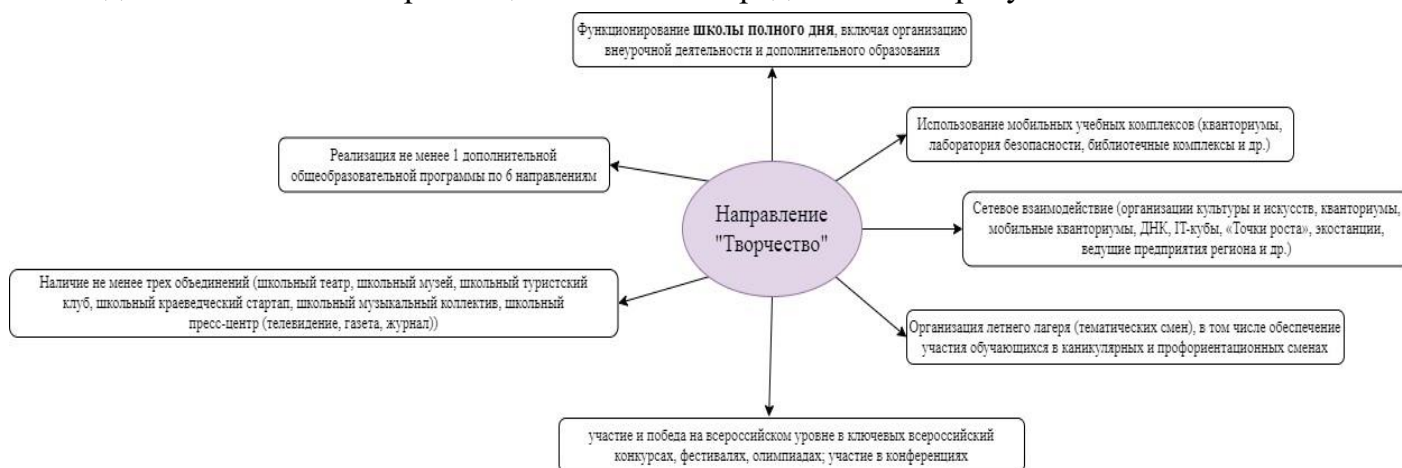 Функционирование школы полного дня, включая организацию
внеурочной деятельности и дополнительного образования
Использование мобильных учебных комплексов (кванториумы,
лаборатория безопасности, библиотечные комплексы и др.)
Реализация не менее 1 дополнительной
общеобразовательной программы по 6 направлениям
Направление
"Творчество"
Сетевое взаимодействие (организации культуры и искусств, кванториумы,
мобильные кванториумы, ДНК, IT-кубы, «Точки роста», экостанции,
ведущие предприятия региона и др.)
Наличие не менее трех объединений (школьный театр, школьный музей, школьный туристский
клуб, школьный краеведческий стартап, школьный музыкальный коллектив, школьный
пресс-центр (телевидение, газета, журнал))
Организация летнего лагеря (тематических смен), в том числе обеспечение
участия обучающихся в каникулярных и профориентационных сменах
участие и победа на всероссийском уровне в ключевых всероссийский
конкурсах, фестивалях, олимпиадах; участие в конференциях